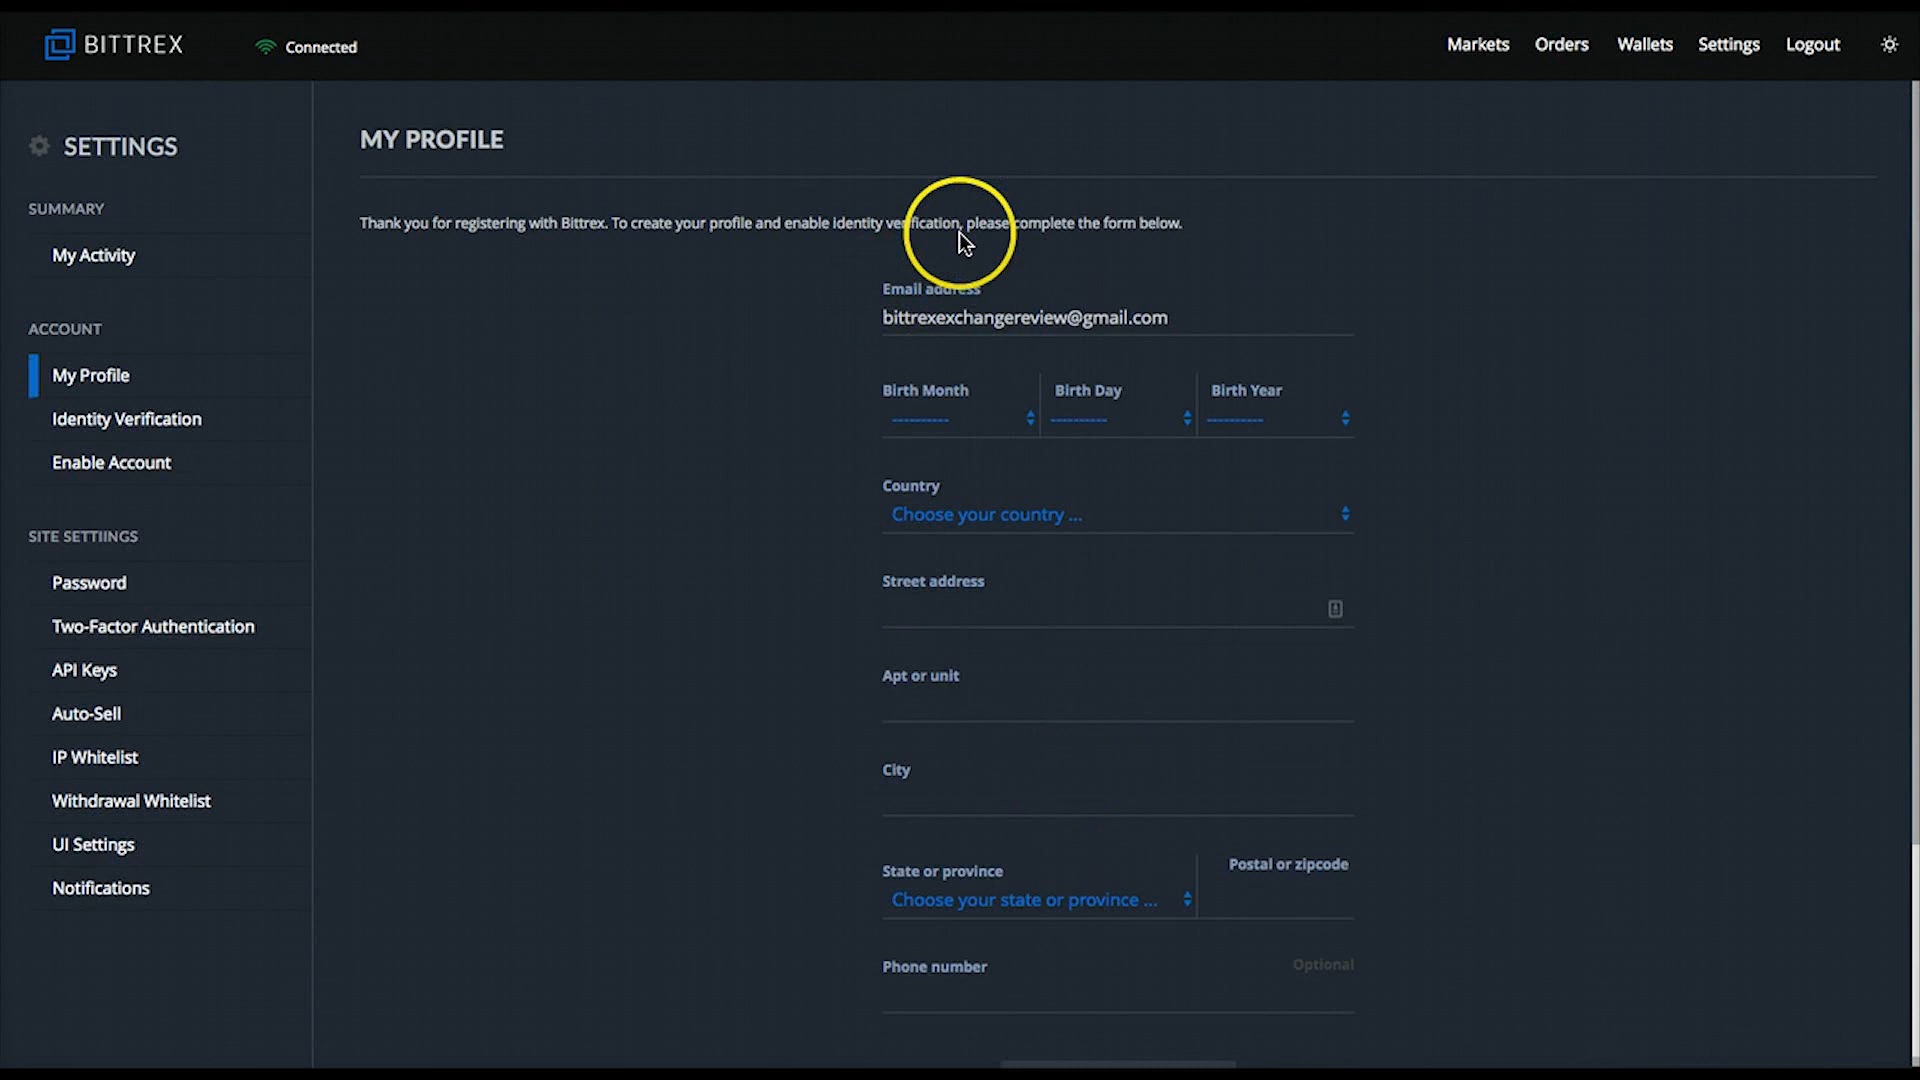 BITTREX
Connected
Markets Orders Wallets Settings Logout
SETTINGS
SUMMARY
My Activity
ACCOUNT
My Profile
Identity Verification
Enable Account
SITE SETTIINGS
Password
Two-Factor Authentication
API Keys
Auto-Sell
IP Whitelist
Withdrawal Whitelist
UI Settings
Notifications
MY PROFILE
Thank you for registering with Bittrex. To create your profile and enable identity verification, please complete the form below.
Email address
bittrexexchangereview@gmail.com
Birth Month Birth Day Birth Year
---------- ---------- ----------
Country
Choose your country ...
Street address
Apt or unit
City
State or province Postal or zipcode
Choose your state or province ...
Phone number Optional